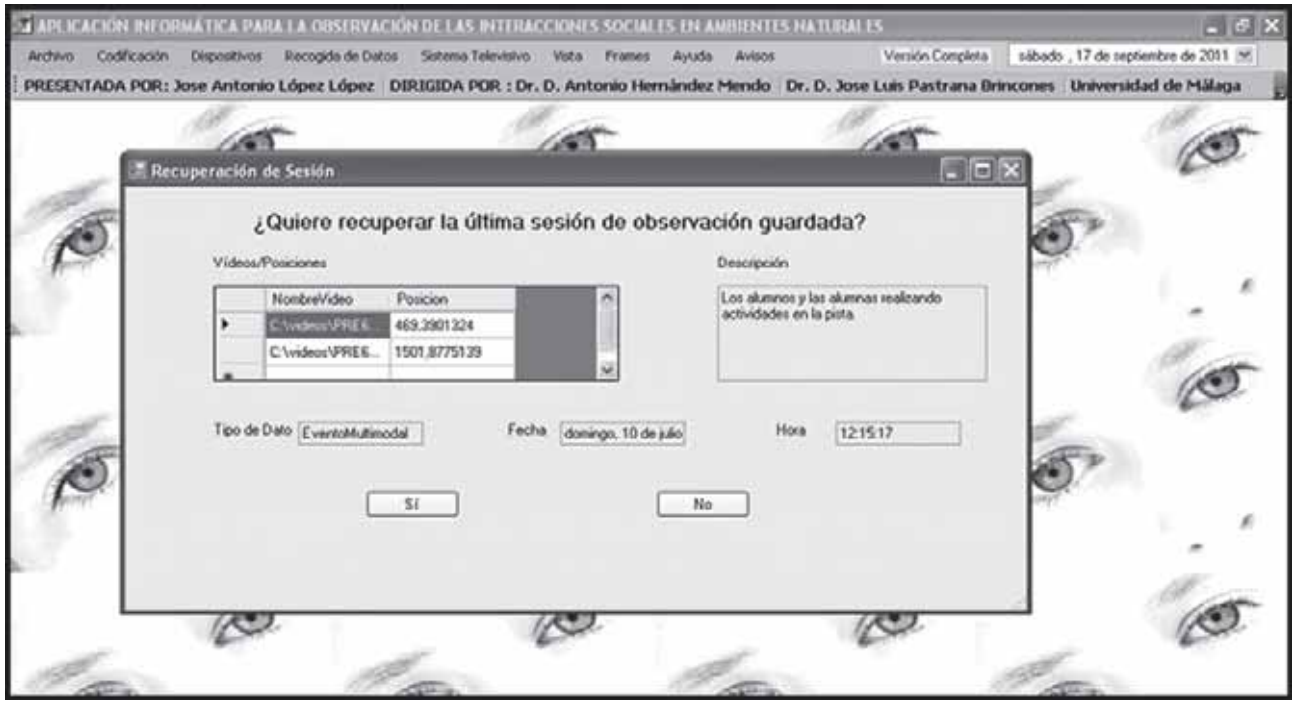 APLICACIÓN INFORMÁTICA PARA LA OBSERVACIÓN DE LAS INTERACCIONES SOCIALES EN AMBIENTES NATURALES
Archivo Codificación Dispositivos Recogida de Datos Sistema Televisivo Vista Frames Ayuda Avisos Versión Completa sábado , 17 de septiembre de 2011
PRESENTADA POR: Jose Antonio López López DIRIGIDA POR : Dr. D. Antonio Hernández Mendo Dr. D. Jose Luis Pastrana Brincones Universidad de Málaga
Recuperación de Sesión
¿Quiere recuperar la última sesión de observación guardada?
Vídeos/Posiciones Descripción
NombreVideo Posicion
C:\videos\PRE6... 469,3901324
C:\videos\PRE6... 1501,8775139
Los alumnos y las alumnas realizando
actividades en la pista.
Tipo de Dato EventoMultimodal Fecha domingo, 10 de julio Hora 12:15:17
Sí No